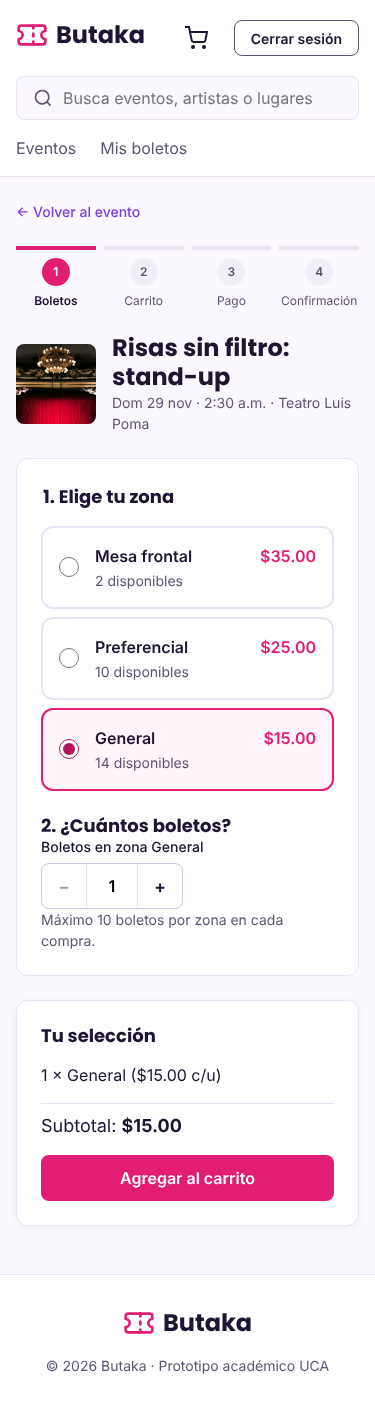 Butaka
Cerrar sesión
Busca eventos, artistas o lugares
Eventos
Mis boletos
← Volver al evento
1
2
3
4
Boletos
Carrito
Pago
Confirmación
Risas sin filtro:
stand-up
Dom 29 nov · 2:30 a.m. · Teatro Luis
Poma
1. Elige tu zona
Mesa frontal
$35.00
2 disponibles
Preferencial
$25.00
10 disponibles
General
$15.00
14 disponibles
2. ¿Cuántos boletos?
Boletos en zona General
− 1 +
Máximo 10 boletos por zona en cada
compra.
Tu selección
1 × General ($15.00 c/u)
Subtotal: $15.00
Agregar al carrito
Butaka
© 2026 Butaka · Prototipo académico UCA